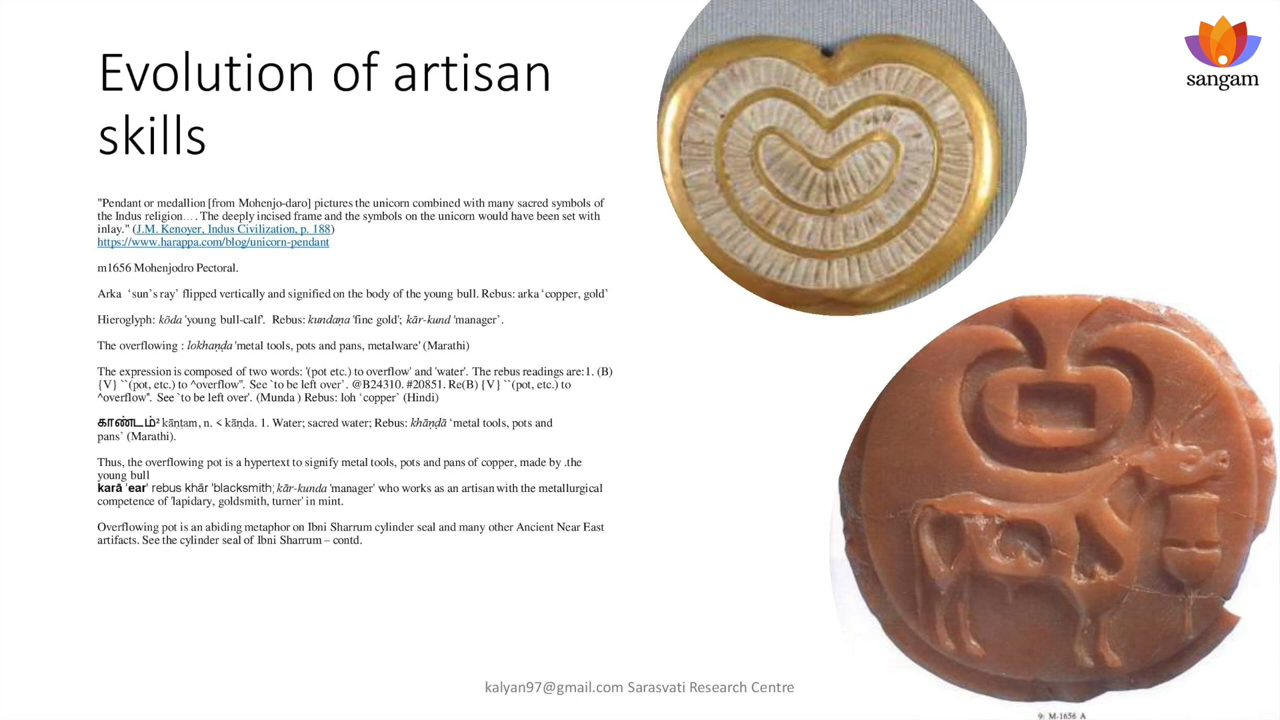 Evolution of artisan
skills
"Pendant or medallion [from Mohenjo-daro] pictures the unicorn combined with many sacred symbols of
the Indus religion.... The deeply incised frame and the symbols on the unicorn would have been set with
inlay." (J.M. Kenoyer, Indus Civilization, p. 188)
https://www.harappa.com/blog/unicorn-pendant
m1656 Mohenjodro Pectoral.
Arka ‘sun’s ray’ flipped vertically and signified on the body of the young bull. Rebus: arka ‘copper, gold’
Hieroglyph: kōda 'young bull-calf'. Rebus: kundaṇa 'fine gold'; kār-kund 'manager'.
The overflowing : lokhaṇḍa 'metal tools, pots and pans, metalware' (Marathi)
The expression is composed of two words: '(pot etc.) to overflow' and 'water'. The rebus readings are:1. (B)
{V} ``(pot, etc.) to ^overflow''. See `to be left over'. @B24310. #20851. Re(B) {V} ``(pot, etc.) to
^overflow''. See `to be left over'. (Munda ) Rebus: loh ‘copper’ (Hindi)
காண்டம்² kāṇṭam, n. < kāṇḍa. 1. Water; sacred water; Rebus: khāṇḍā ‘metal tools, pots and
pans’ (Marathi).
Thus, the overflowing pot is a hypertext to signify metal tools, pots and pans of copper, made by .the
young bull
karā 'ear' rebus khār 'blacksmith; kār-kunda 'manager' who works as an artisan with the metallurgical
competence of 'lapidary, goldsmith, turner' in mint.
Overflowing pot is an abiding metaphor on Ibni Sharrum cylinder seal and many other Ancient Near East
artifacts. See the cylinder seal of Ibni Sharrum – contd.
kalyan97@gmail.com Sarasvati Research Centre
sangam
9: M-1656 A